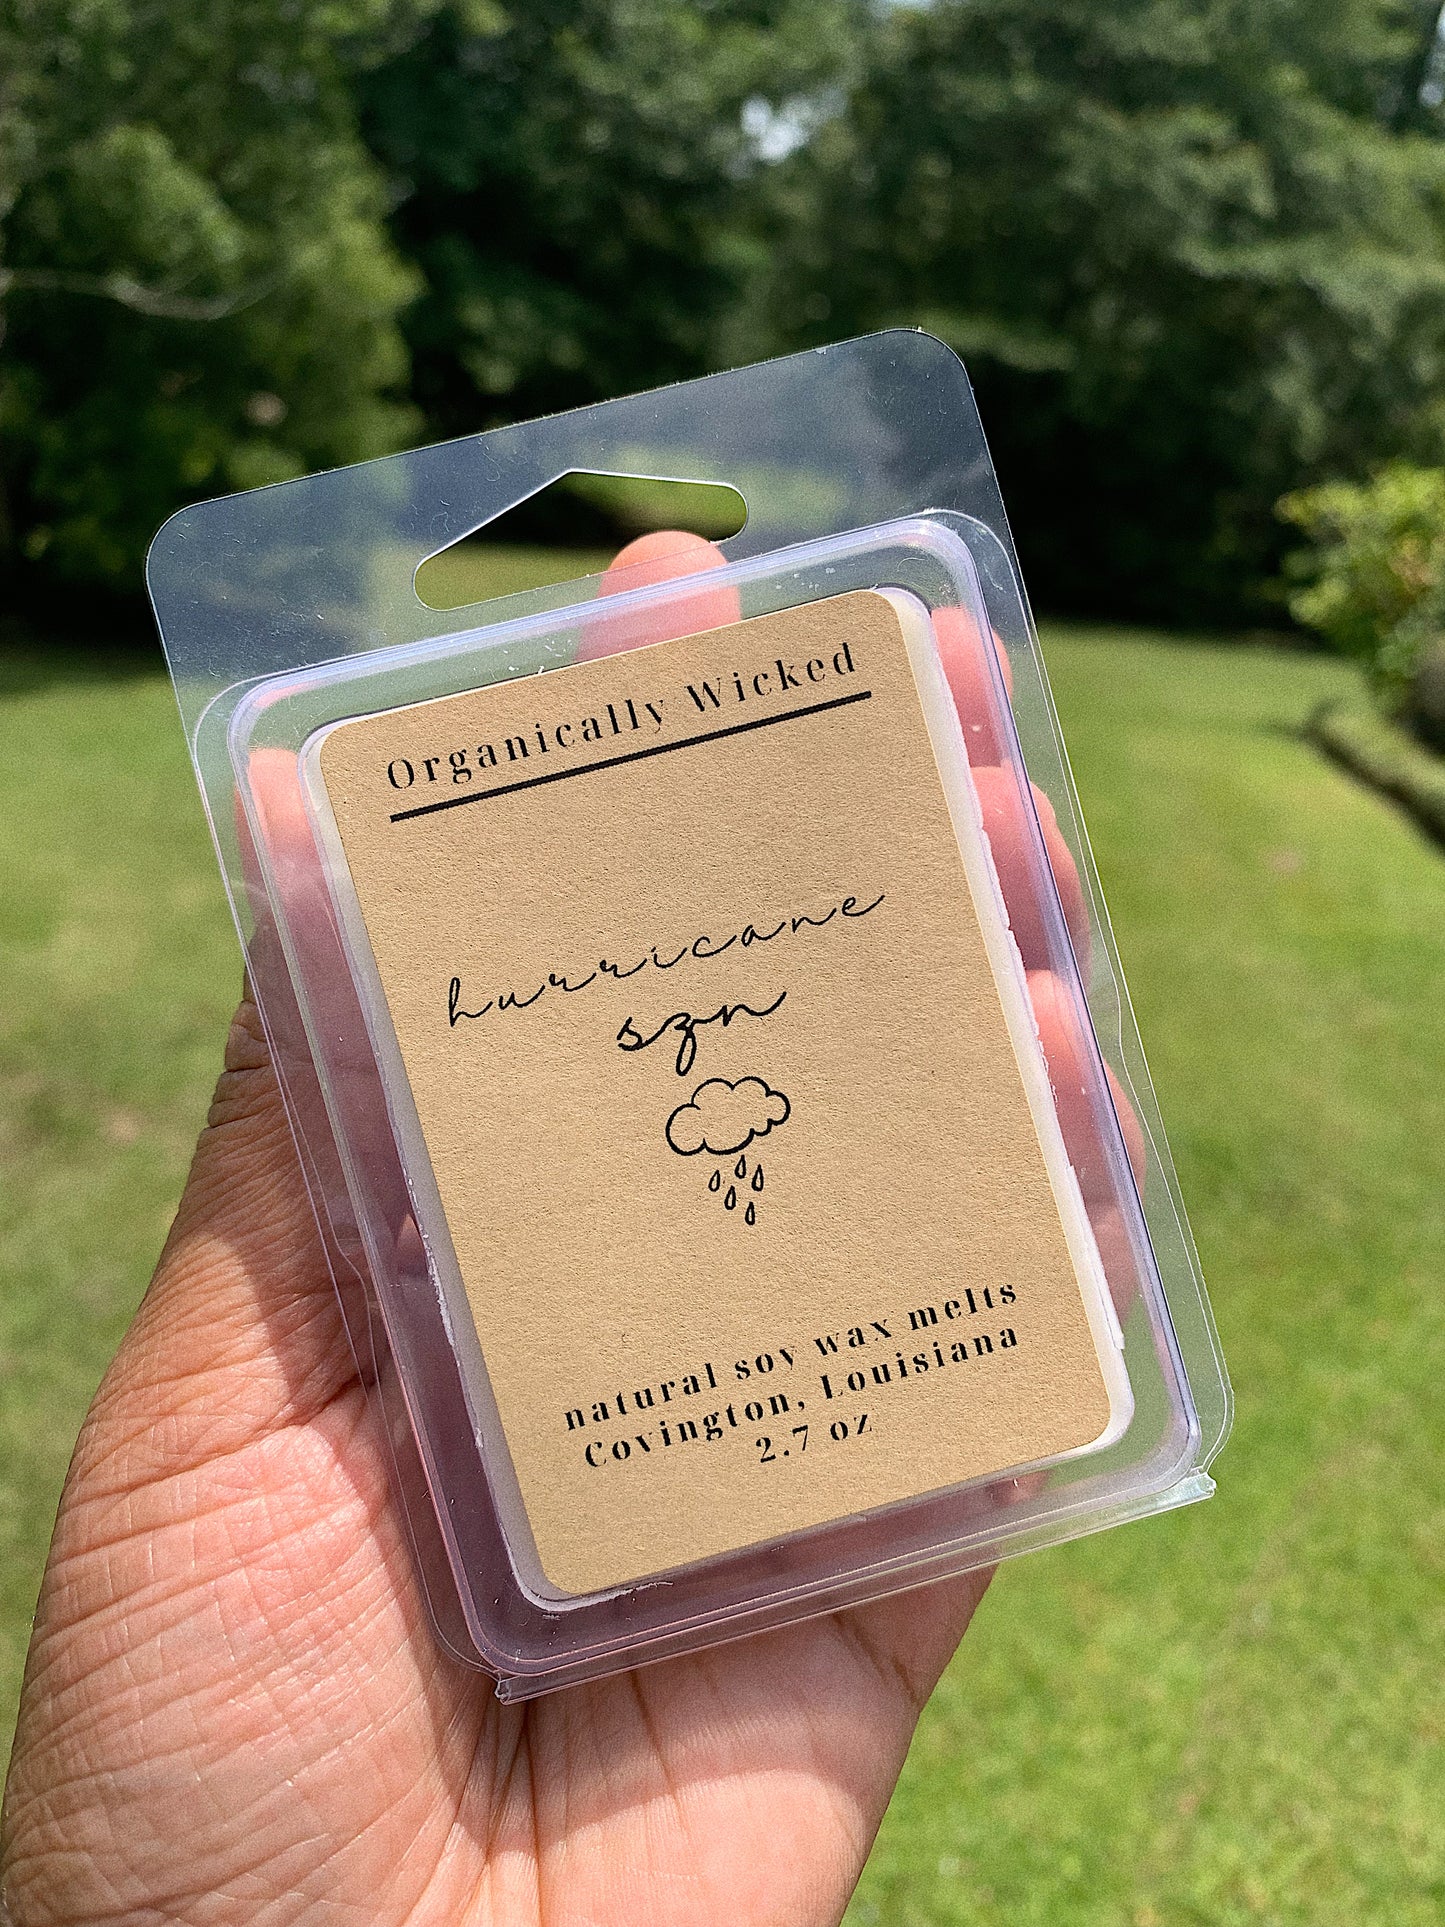 Organically Wicked
hurricane
szn
natural soy wax melts
Covington, Louisiana
2.7 oz